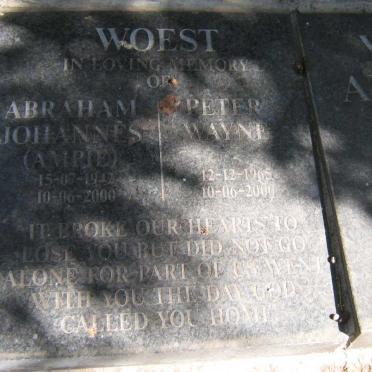 WOEST
IN LOVING MEMORY
OF
ABRAHAM
JOHANNES
(AMPIE)
15-07-1942
10-06-2000
PETER
WAYNE
12-12-1965
10-06-2000
IT BROKE OUR HEARTS TO
LOSE YOU BUT DID NOT GO
ALONE FOR PART OF US WENT
WITH YOU THE DAY GOD
CALLED YOU HOME